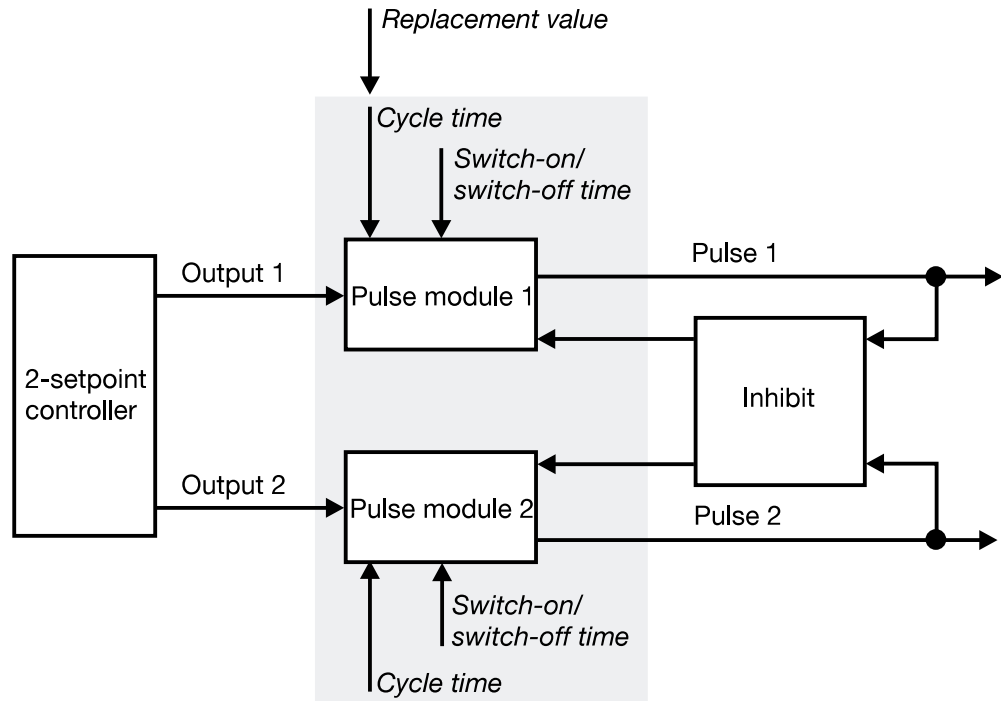 Replacement value
Cycle time
Switch-on/
switch-off time
Output 1
Pulse module 1
Pulse 1
2-setpoint
controller
Inhibit
Output 2
Pulse module 2
Pulse 2
Switch-on/
switch-off time
Cycle time